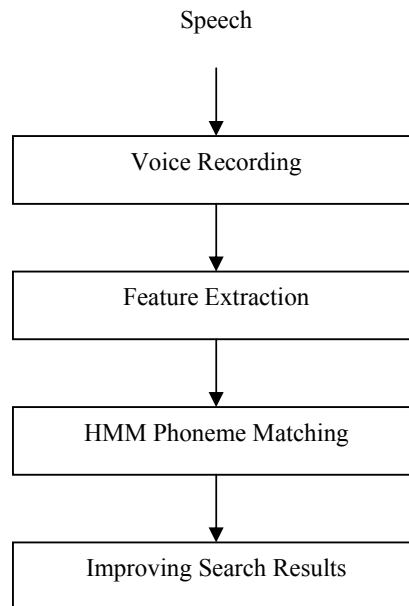 Speech
Voice Recording
Feature Extraction
HMM Phoneme Matching
Improving Search Results